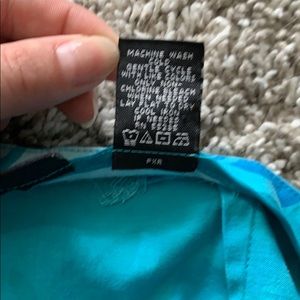 MACHINE WASH
COLD
GENTLE CYCLE
WITH LIKE COLORS
ONLY NON-
CHLORINE BLEACH
WHEN NEEDED
LAY FLAT TO DRY
COOL IRON
IF NEEDED